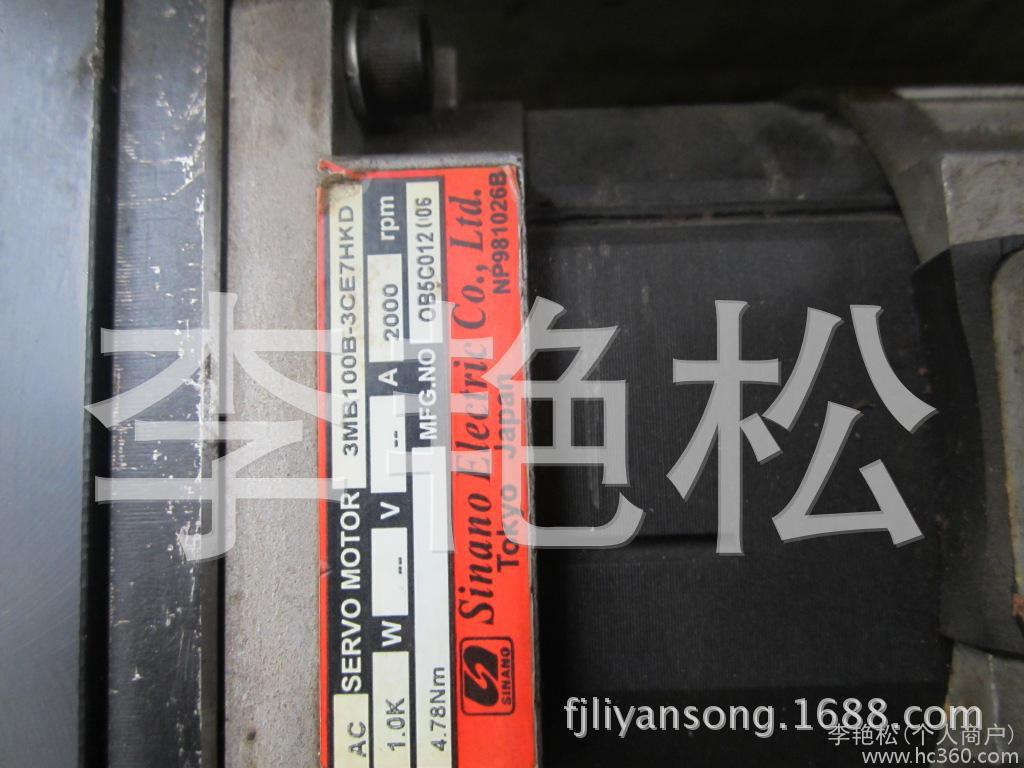 AC SERVO MOTOR 3MB100B-3CE7HKD
1.0K W -- V -- A 2000 rpm
4.78Nm MFG.NO OB5C012006
SINANO
Sinano Electric Co., Ltd.
Tokyo Japan NP981026B
李艳松
fjliyansong.1688.com
李艳松(个人商户)
www.hc360.com